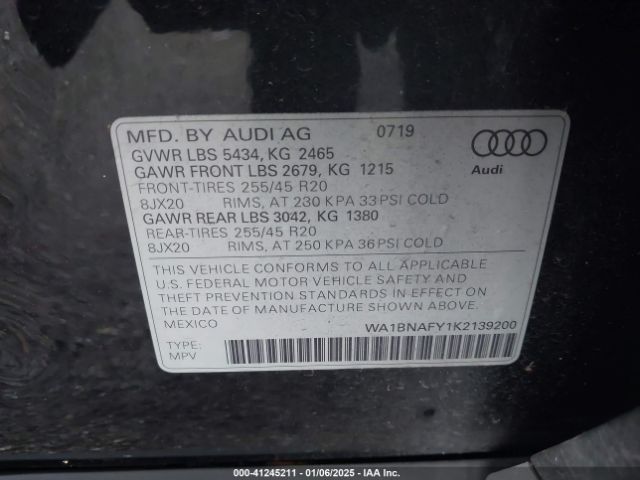 MFD. BY AUDI AG 0719
GVWR LBS 5434, KG 2465
GAWR FRONT LBS 2679, KG 1215
FRONT-TIRES 255/45 R20
8JX20 RIMS, AT 230 KPA 33 PSI COLD
GAWR REAR LBS 3042, KG 1380
REAR-TIRES 255/45 R20
8JX20 RIMS, AT 250 KPA 36 PSI COLD
Audi
THIS VEHICLE CONFORMS TO ALL APPLICABLE
U.S. FEDERAL MOTOR VEHICLE SAFETY AND
THEFT PREVENTION STANDARDS IN EFFECT ON
THE DATE OF MANUFACTURE SHOWN ABOVE.
MEXICO
WA1BNAFY1K2139200
TYPE:
MPV
000-41245211 - 01/06/2025 - IAA Inc.